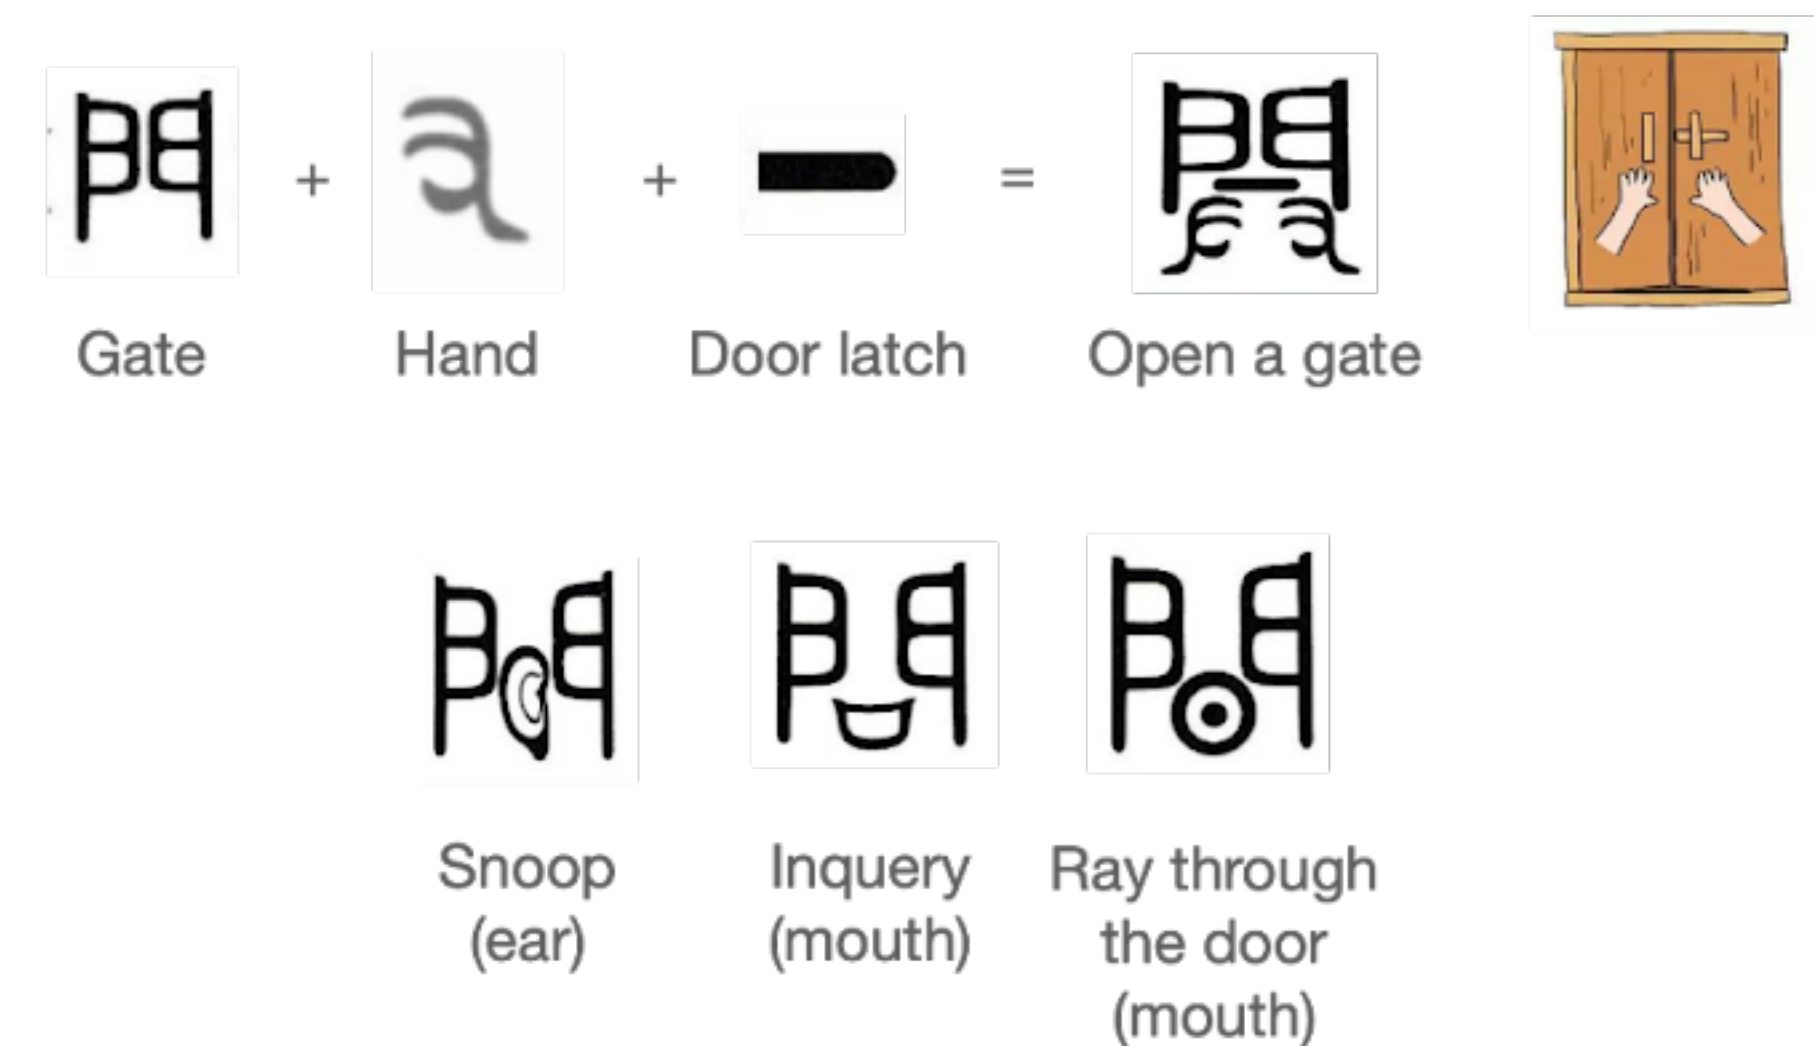 + + =
Gate Hand Door latch Open a gate
Snoop Inquery Ray through
(ear) (mouth) the door
(mouth)